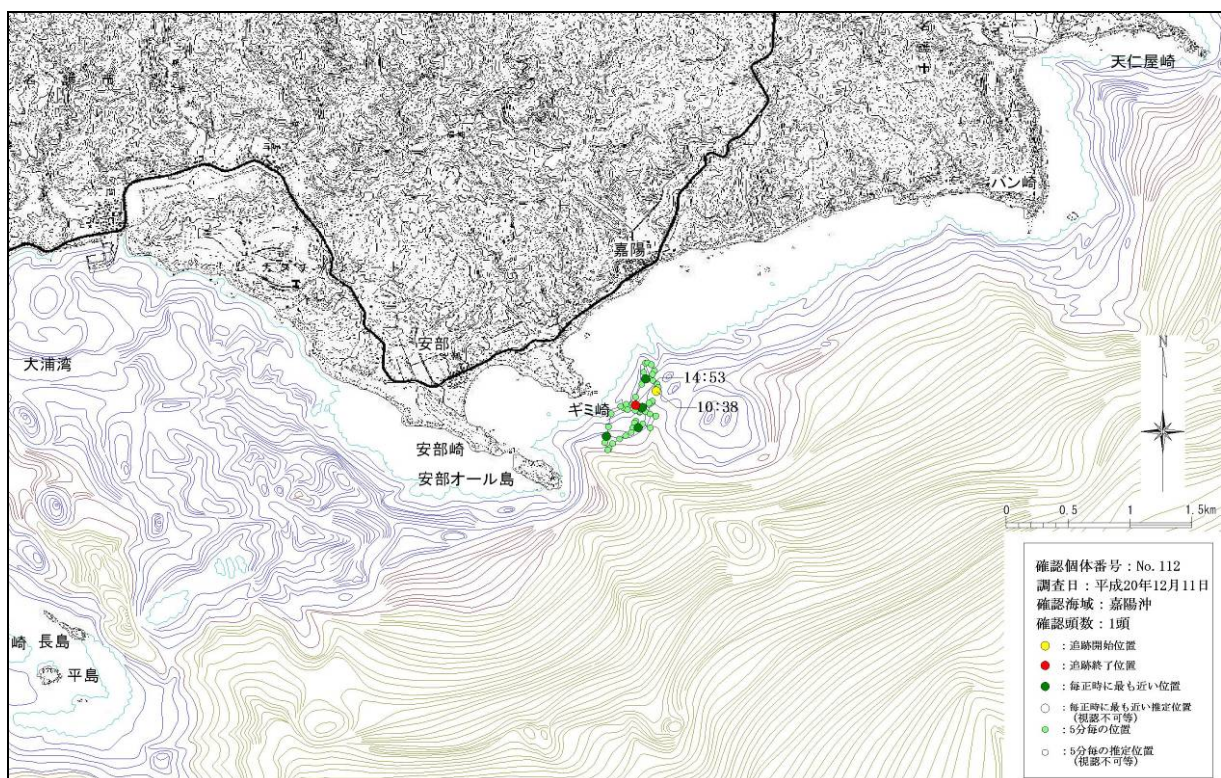 天仁屋崎
バン崎
嘉陽
安部
大浦湾
14:53
ギミ崎
10:38
安部崎
安部オール島
N
0 0.5 1 1.5km
崎
長島
平島
確認個体番号：No.112
調査日：平成20年12月11日
確認海域：嘉陽沖
確認頭数：1頭
：追跡開始位置
：追跡終了位置
：毎正時に最も近い位置
：毎正時に最も近い推定位置
(視認不可等)
：5分毎の位置
：5分毎の推定位置
(視認不可等)